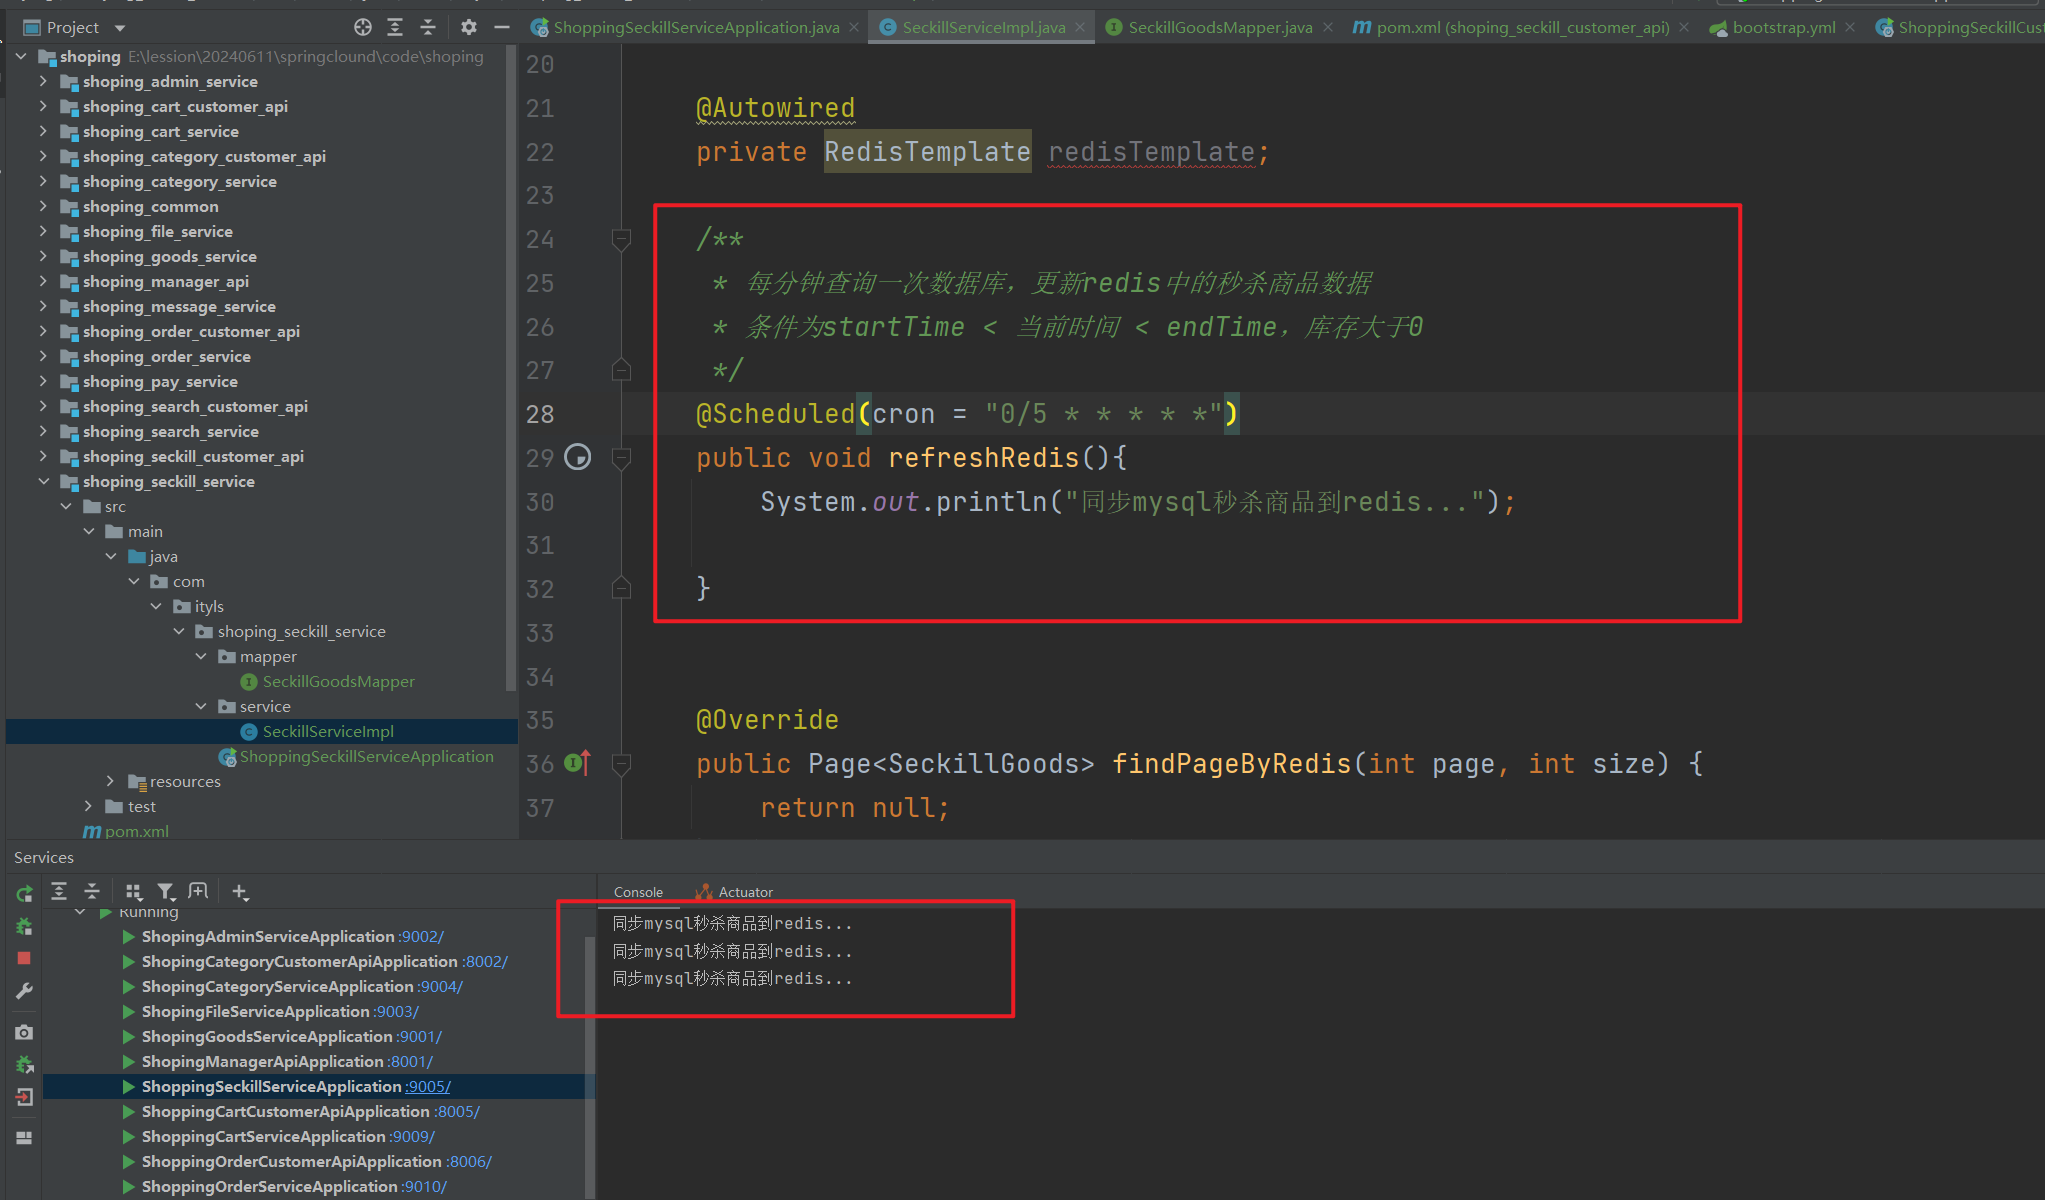 Project
ShoppingSeckillServiceApplication.java
SeckillServiceImpl.java
SeckillGoodsMapper.java
pom.xml (shoping_seckill_customer_api)
bootstrap.yml
ShoppingSeckillCust
shoping E:\lession\20240611\springclound\code\shoping
shoping_admin_service
shoping_cart_customer_api
shoping_cart_service
shoping_category_customer_api
shoping_category_service
shoping_common
shoping_file_service
shoping_goods_service
shoping_manager_api
shoping_message_service
shoping_order_customer_api
shoping_order_service
shoping_pay_service
shoping_search_customer_api
shoping_search_service
shoping_seckill_customer_api
shoping_seckill_service
src
main
java
com
ityls
shoping_seckill_service
mapper
SeckillGoodsMapper
service
SeckillServiceImpl
ShoppingSeckillServiceApplication
resources
test
pom.xml
20
21 @Autowired
22 private RedisTemplate redisTemplate;
23
24 /**
25 * 每分钟查询一次数据库，更新redis中的秒杀商品数据
26 * 条件为startTime < 当前时间 < endTime，库存大于0
27 */
28 @Scheduled(cron = "0/5 * * * * *")
29 public void refreshRedis(){
30 System.out.println("同步mysql秒杀商品到redis...");
31
32 }
33
34
35 @Override
36 public Page<SeckillGoods> findPageByRedis(int page, int size) {
37 return null;
Services
Running
ShopingAdminServiceApplication :9002/
ShopingCategoryCustomerApiApplication :8002/
ShopingCategoryServiceApplication :9004/
ShopingFileServiceApplication :9003/
ShopingGoodsServiceApplication :9001/
ShopingManagerApiApplication :8001/
ShoppingSeckillServiceApplication :9005/
ShoppingCartCustomerApiApplication :8005/
ShoppingCartServiceApplication :9009/
ShoppingOrderCustomerApiApplication :8006/
ShoppingOrderServiceApplication :9010/
Console Actuator
同步mysql秒杀商品到redis...
同步mysql秒杀商品到redis...
同步mysql秒杀商品到redis...